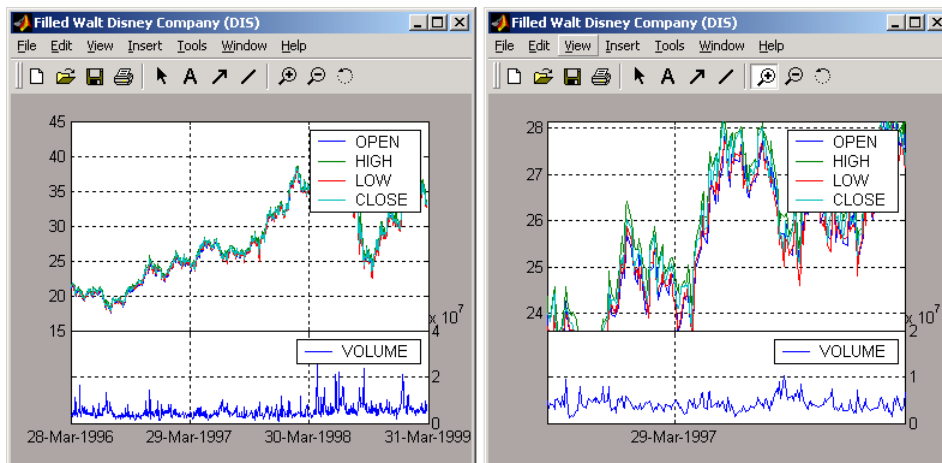 Filled Walt Disney Company (DIS)
File Edit View Insert Tools Window Help
A
45
40
35
30
25
20
15
OPEN
HIGH
LOW
CLOSE
x 10^7
4
2
0
VOLUME
28-Mar-1996 29-Mar-1997 30-Mar-1998 31-Mar-1999
Filled Walt Disney Company (DIS)
File Edit View Insert Tools Window Help
A
28
27
26
25
24
OPEN
HIGH
LOW
CLOSE
x 10^7
2
1
0
VOLUME
29-Mar-1997